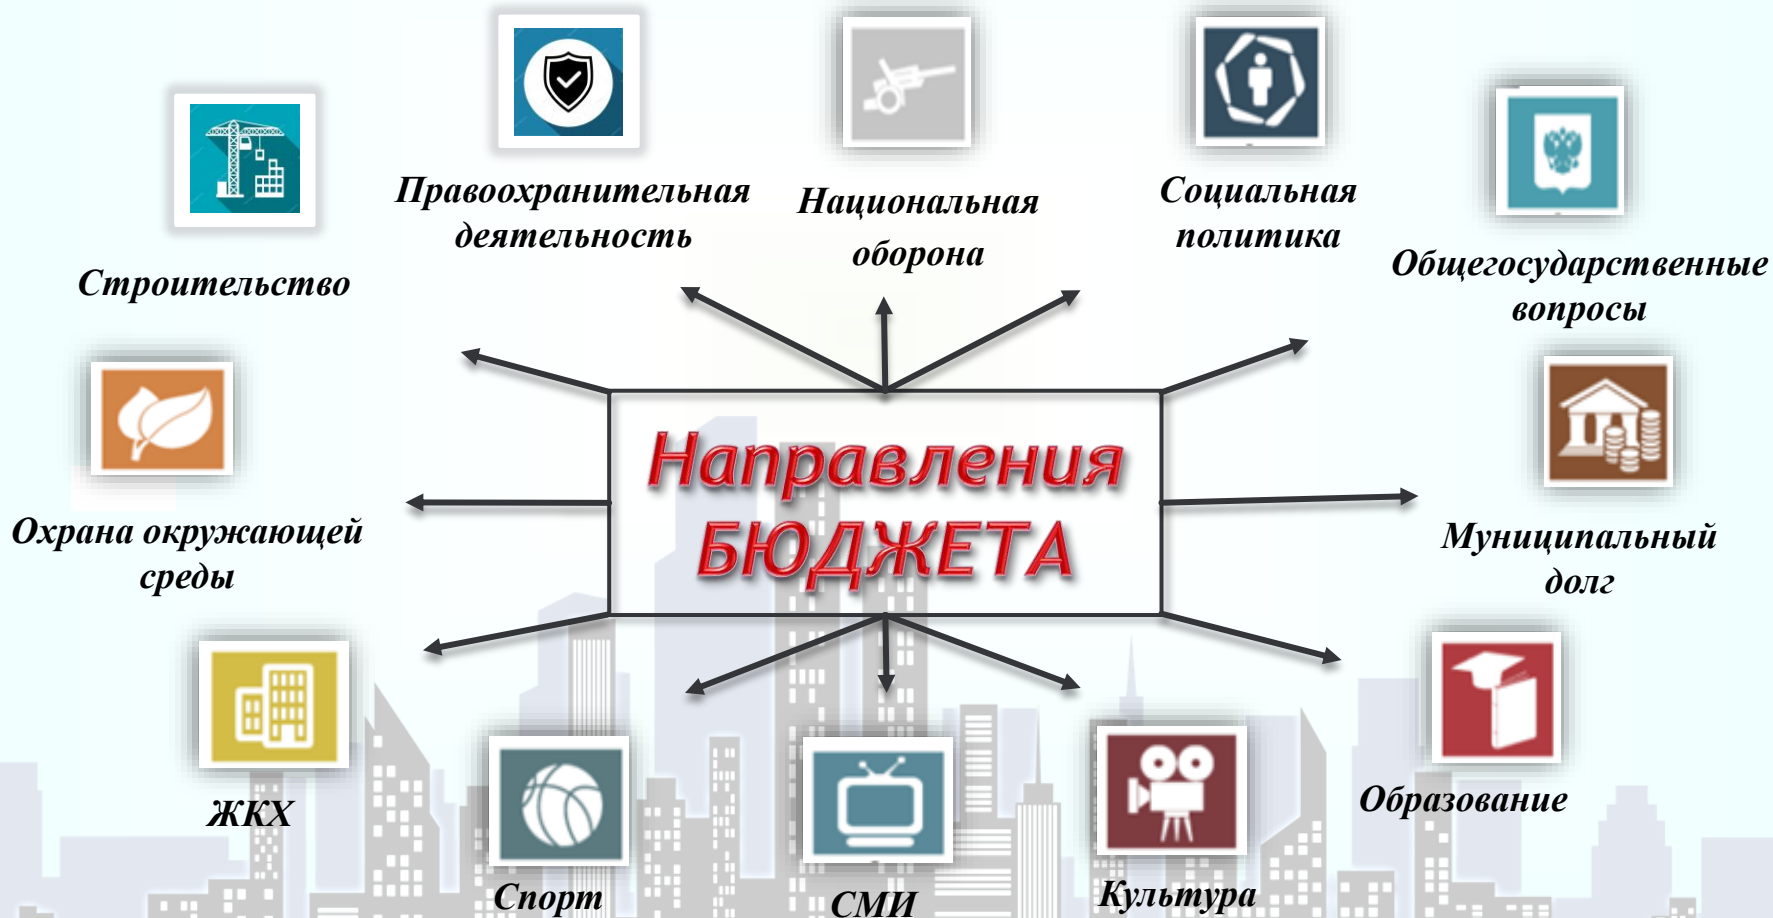 Правоохранительная
деятельность
Национальная
оборона
Социальная
политика
Общегосударственные
вопросы
Строительство
Направления
БЮДЖЕТА
Охрана окружающей
среды
Муниципальный
долг
ЖКХ
Образование
Спорт
СМИ
Культура